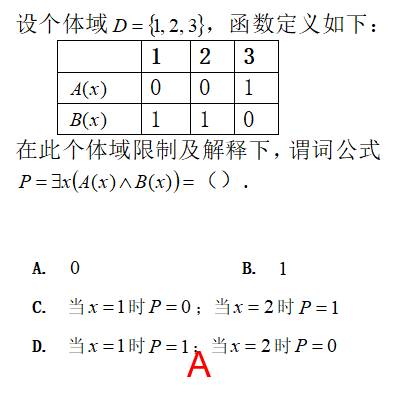 设个体域 D = {1, 2, 3}，函数定义如下：
1 2 3
A(x) 0 0 1
B(x) 1 1 0
在此个体域限制及解释下，谓词公式
P = ∃x(A(x)∧B(x)) =（）.
A. 0 B. 1
C. 当 x = 1 时 P = 0；当 x = 2 时 P = 1
D. 当 x = 1 时 P = 1；当 x = 2 时 P = 0
A